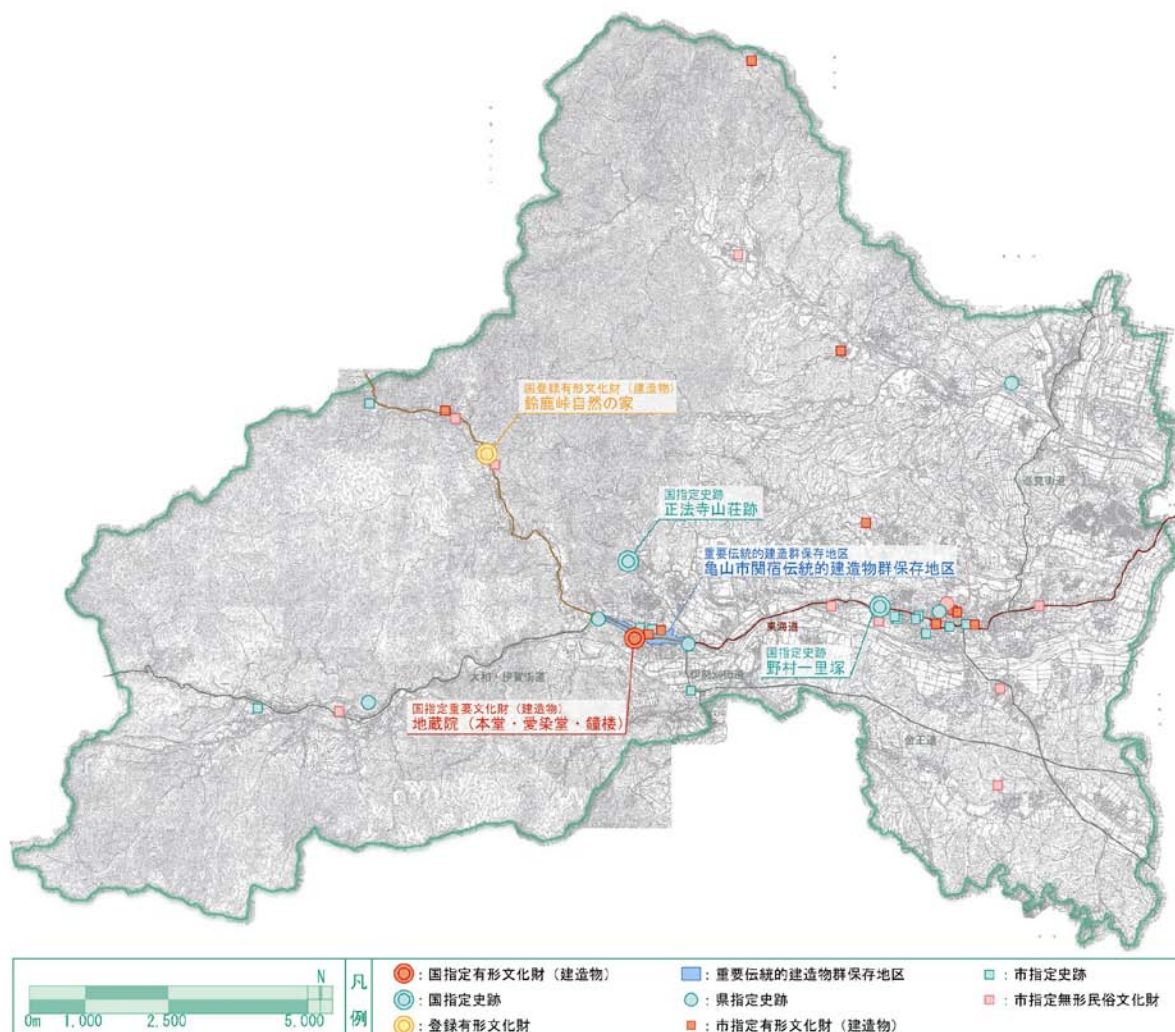 国登録有形文化財（建造物）
鈴鹿峠自然の家
国指定史跡
正法寺山荘跡
巡見街道
重要伝統的建造群保存地区
亀山市関宿伝統的建造物群保存地区
東海道
国指定史跡
野村一里塚
大和・伊賀街道
伊勢別街道
国指定重要文化財（建造物）
地蔵院（本堂・愛染堂・鐘楼）
N
0m 1,000 2,500 5,000
凡例
：国指定有形文化財（建造物）
：国指定史跡
：登録有形文化財
：重要伝統的建造物群保存地区
：県指定史跡
：市指定有形文化財（建造物）
：市指定史跡
：市指定無形民俗文化財